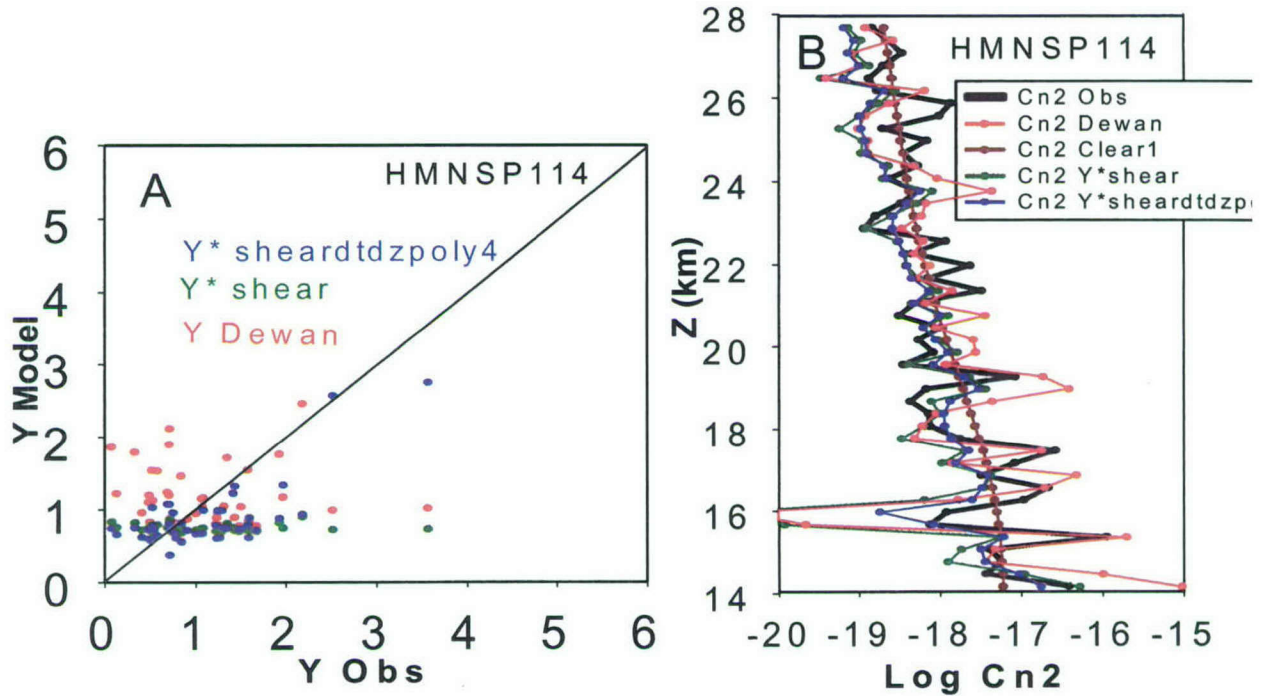 A
HMNSP114
Y* sheardtdzpoly4
Y* shear
Y Dewan
Y Model
6
5
4
3
2
1
0
0 1 2 3 4 5 6
Y Obs
B
HMNSP114
Cn2 Obs
Cn2 Dewan
Cn2 Clear1
Cn2 Y*shear
Cn2 Y*sheardtdzp
Z (km)
28
26
24
22
20
18
16
14
-20 -19 -18 -17 -16 -15
Log Cn2